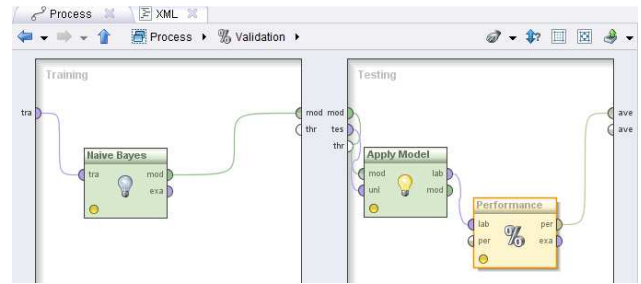 Process XML
Process Validation
Training Testing
tra mod mod ave
thr tes ave
thr
Naive Bayes
tra mod
exa
Apply Model
mod lab
unl mod
Performance
lab per
per exa